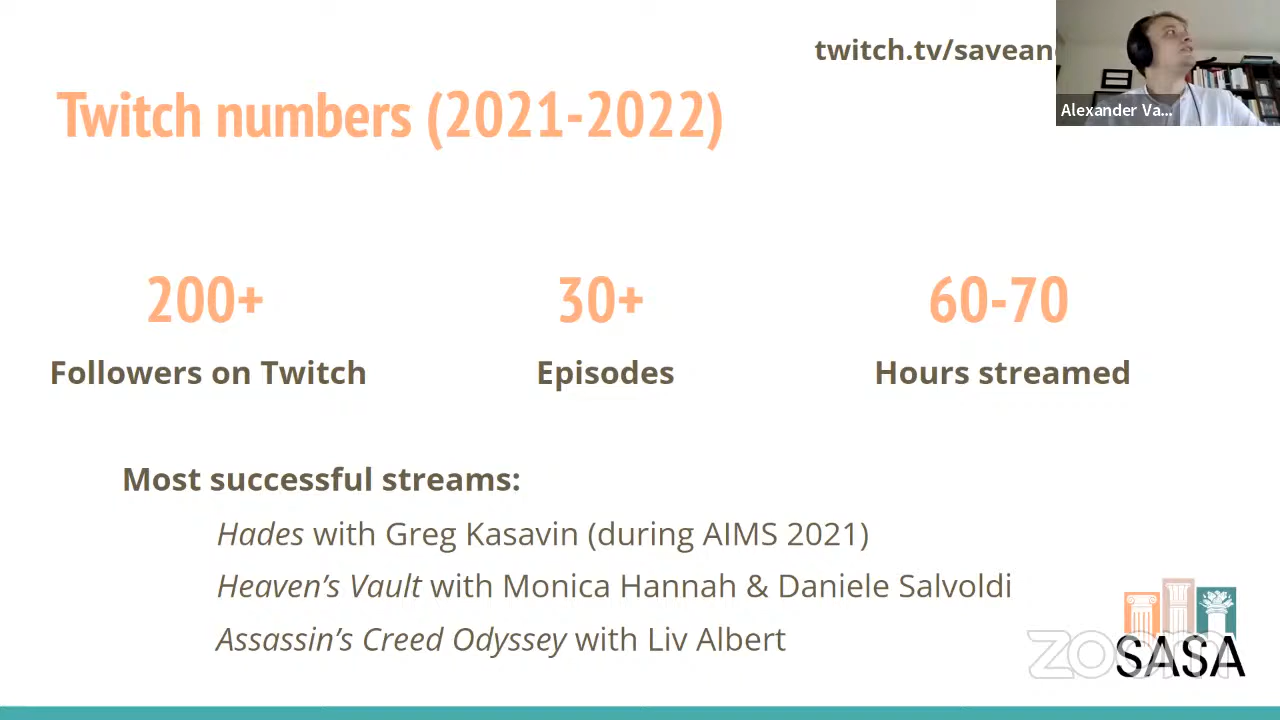 twitch.tv/savean
Twitch numbers (2021-2022)
Alexander Va...
200+
30+
60-70
Followers on Twitch
Episodes
Hours streamed
Most successful streams:
Hades with Greg Kasavin (during AIMS 2021)
Heaven's Vault with Monica Hannah & Daniele Salvoldi
Assassin's Creed Odyssey with Liv Albert
zoom
SASA